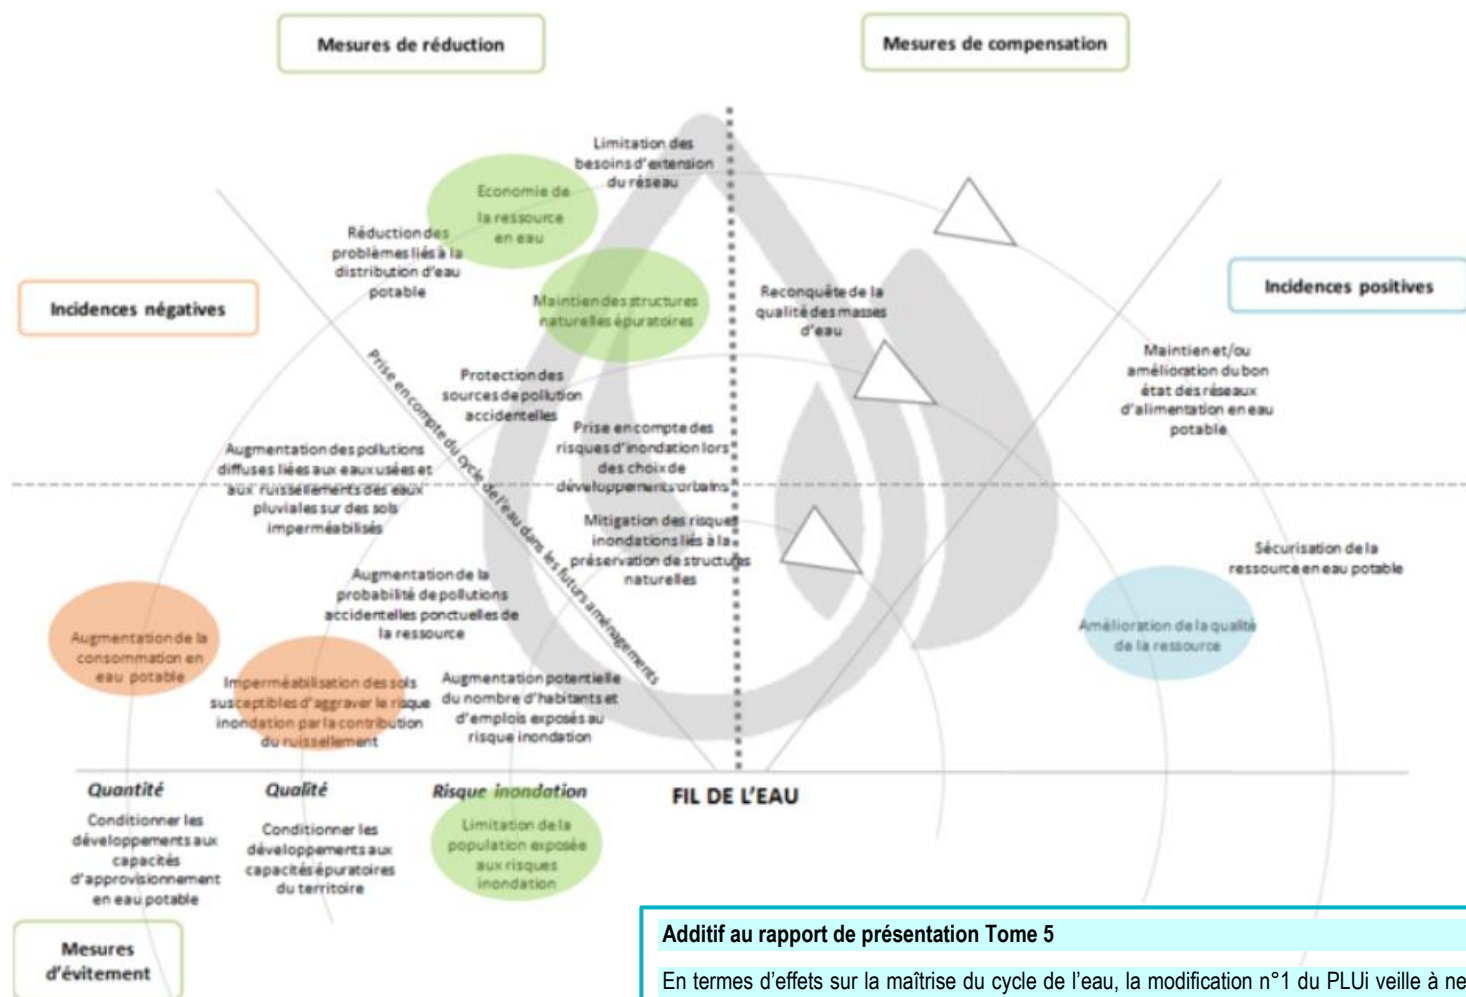 Mesures de réduction
Mesures de compensation
Limitation des
besoins d'extension
du réseau
Economie de
la ressource
en eau
Réduction des
problèmes liés à la
distribution d'eau
potable
Maintien des structures
naturelles épuratoires
Reconquête de la
qualité des masses
d'eau
Incidences négatives
Incidences positives
Maintien et/ou
amélioration du bon
état des réseaux
d'alimentation en eau
potable
Prise en compte du cycle de l'eau dans les futurs aménagements
Protection des
sources de pollution
accidentelles
Prise en compte des
risques d'inondation lors
des choix de
développements urbains
Augmentation des pollutions
diffuses liées aux eaux usées et
aux ruissellements des eaux
pluviales sur des sols
imperméabilisés
Mitigation des risques
inondations liés à la
préservation de structures
naturelles
Sécurisation de la
ressource en eau potable
Augmentation de la
probabilité de pollutions
accidentelles ponctuelles de
la ressource
Augmentation de la
consommation en
eau potable
Amélioration de la qualité
de la ressource
Imperméabilisation des sols
susceptibles d'aggraver le risque
inondation par la contribution
du ruissellement
Augmentation potentielle
du nombre d'habitants et
d'emplois exposés au
risque inondation
Quantité
Qualité
Risque inondation
FIL DE L'EAU
Conditionner les
développements aux
capacités
d'approvisionnement
en eau potable
Conditionner les
développements aux
capacités épuratoires
du territoire
Limitation de la
population exposée
aux risques
inondation
Mesures
d'évitement
Additif au rapport de présentation Tome 5
En termes d'effets sur la maîtrise du cycle de l'eau, la modification n°1 du PLUi veille à ne